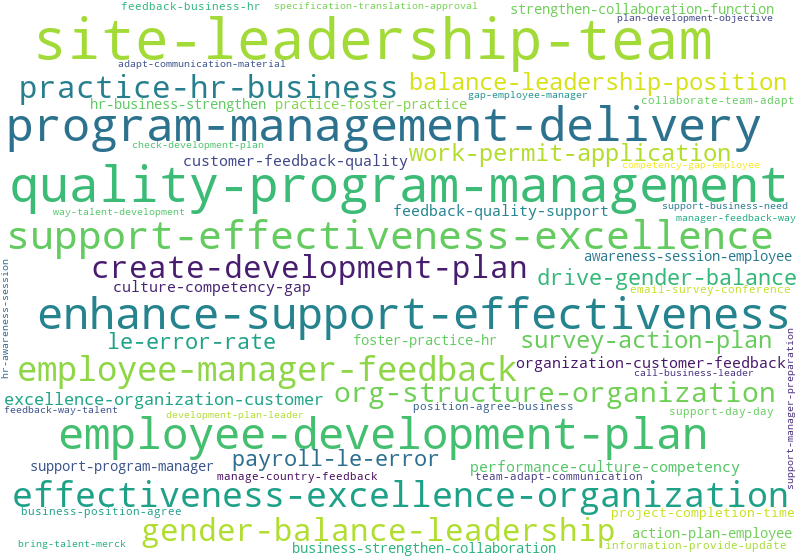 feedback-business-hr specification-translation-approval strengthen-collaboration-function
site-leadership-team plan-development-objective
adapt-communication-material
practice-hr-business balance-leadership-position
gap-employee-manager
hr-business-strengthen practice-foster-practice collaborate-team-adapt
program-management-delivery
check-development-plan
customer-feedback-quality work-permit-application
competency-gap-employee
quality-program-management
way-talent-development feedback-quality-support support-business-need
manager-feedback-way
support-effectiveness-excellence
awareness-session-employee
create-development-plan drive-gender-balance
culture-competency-gap email-survey-conference
hr-awareness-session
enhance-support-effectiveness
le-error-rate foster-practice-hr survey-action-plan
employee-manager-feedback organization-customer-feedback
call-business-leader
support-manager-preparation
excellence-organization-customer org-structure-organization
feedback-way-talent development-plan-leader position-agree-business support-day-day
employee-development-plan
support-program-manager payroll-le-error performance-culture-competency
manage-country-feedback team-adapt-communication
effectiveness-excellence-organization
business-position-agree project-completion-time
gender-balance-leadership action-plan-employee
bring-talent-merck business-strengthen-collaboration information-provide-update